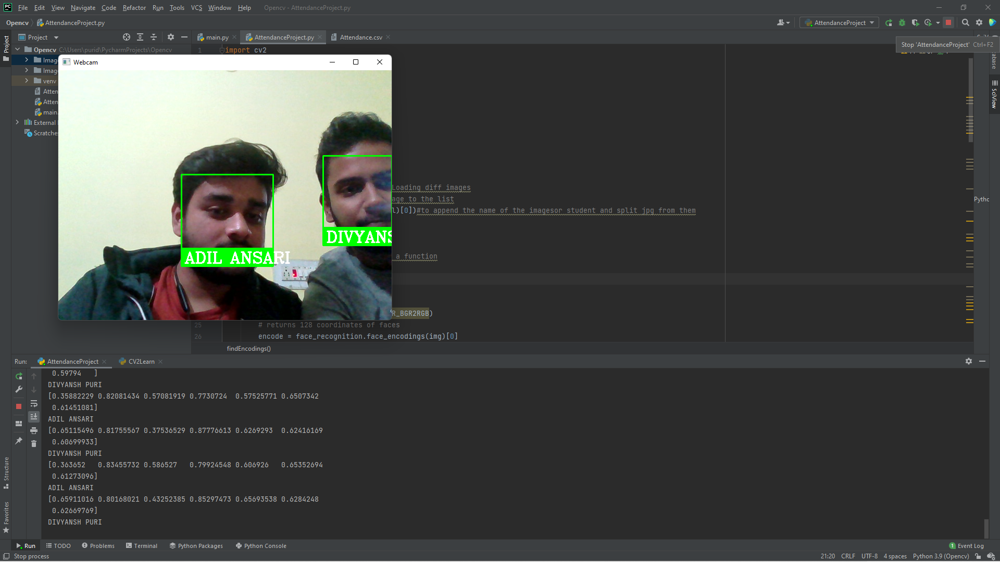 PC File Edit View Navigate Code Refactor Run Tools VCS Window Help Opencv - AttendanceProject.py
Opencv AttendanceProject.py AttendanceProject
Project main.py AttendanceProject.py Attendance.csv
Stop 'AttendanceProject' Ctrl+F2
Project
Opencv C:\Users\purid\PycharmProjects\Opencv
1 import cv2
Imag
Imag
venv
Atten
Atten
main.
External
Scratche
Webcam
ADIL ANSARI
DIVYANS
Loading diff images
age to the list
l)[0])#to append the name of the imagesor student and split jpg from them
a function
R_BGR2RGB)
25 # returns 128 coordinates of faces
26 encode = face_recognition.face_encodings(img)[0]
findEncodings()
SciView
Pytho
Run: AttendanceProject CV2Learn
0.59794 ]
DIVYANSH PURI
[0.35882229 0.82081434 0.57081919 0.7730724 0.57525771 0.6507342
0.61451081]
ADIL ANSARI
[0.65115496 0.81755567 0.37536529 0.87776613 0.6269293 0.62416169
0.60699933]
DIVYANSH PURI
[0.363652 0.83455732 0.586527 0.79924548 0.606926 0.65352694
0.61273096]
ADIL ANSARI
[0.65911016 0.80168021 0.43252385 0.85297473 0.65693538 0.6284248
0.62669769]
DIVYANSH PURI
Structure
Favorites
Run TODO Problems Terminal Python Packages Python Console 1 Event Log
Stop process 21:20 CRLF UTF-8 4 spaces Python 3.9 (Opencv)